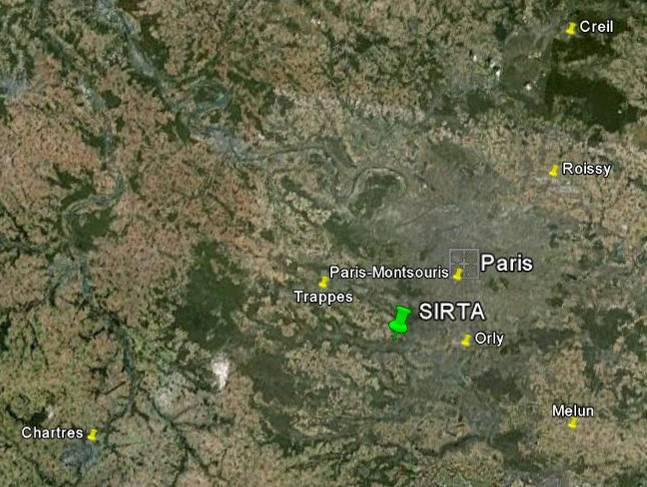 Creil
Roissy
Paris
Paris-Montsouris
Trappes
SIRTA
Orly
Melun
Chartres